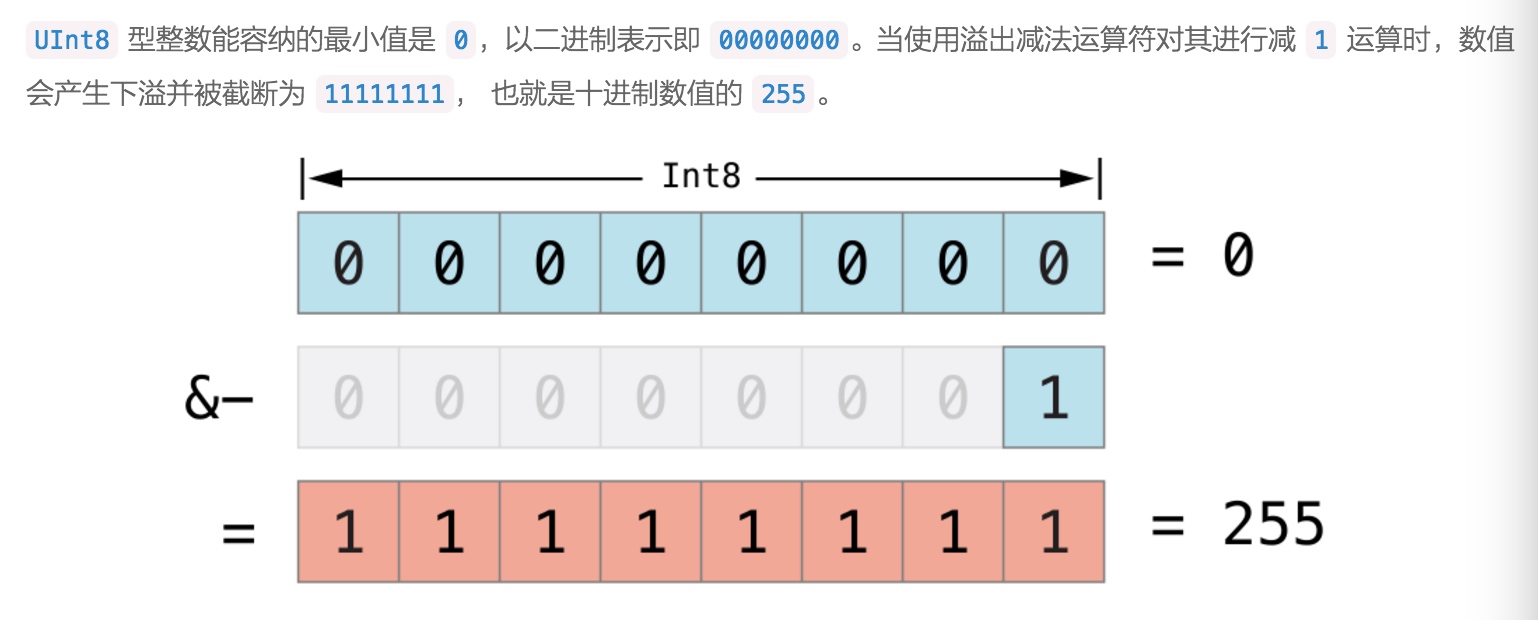 UInt8 型整数能容纳的最小值是 0，以二进制表示即 00000000。当使用溢出减法运算符对其进行减 1 运算时，数值
会产生下溢并被截断为 11111111， 也就是十进制数值的 255。
Int8
0 0 0 0 0 0 0 0 = 0
&- 0 0 0 0 0 0 0 1
= 1 1 1 1 1 1 1 1 = 255